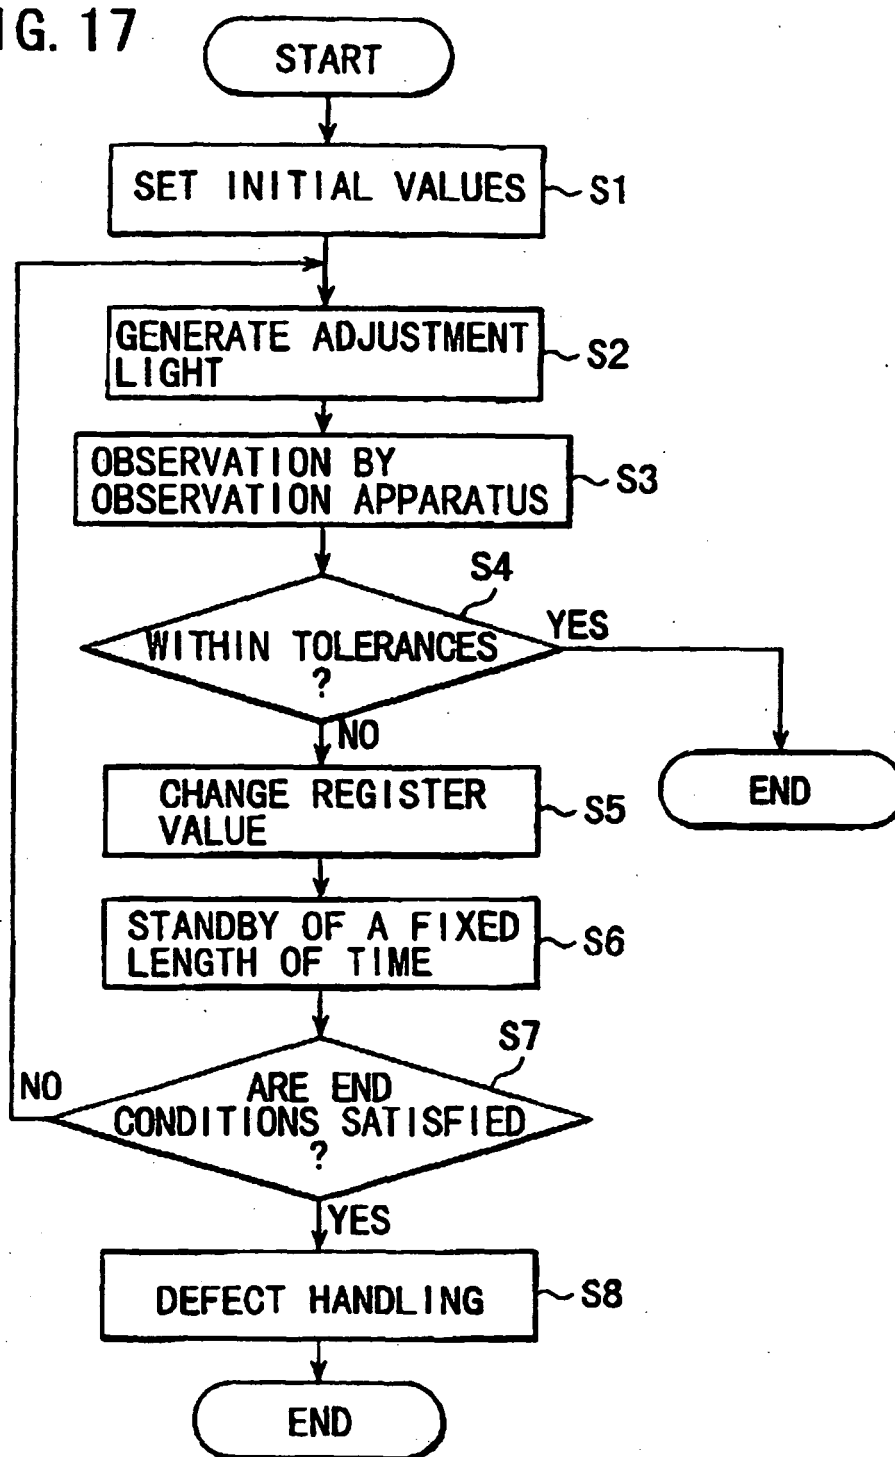 IG. 17
START
SET INITIAL VALUES
S1
GENERATE ADJUSTMENT
LIGHT
S2
OBSERVATION BY
OBSERVATION APPARATUS
S3
S4
WITHIN TOLERANCES
?
YES
NO
END
CHANGE REGISTER
VALUE
S5
STANDBY OF A FIXED
LENGTH OF TIME
S6
S7
ARE END
CONDITIONS SATISFIED
?
NO
YES
DEFECT HANDLING
S8
END